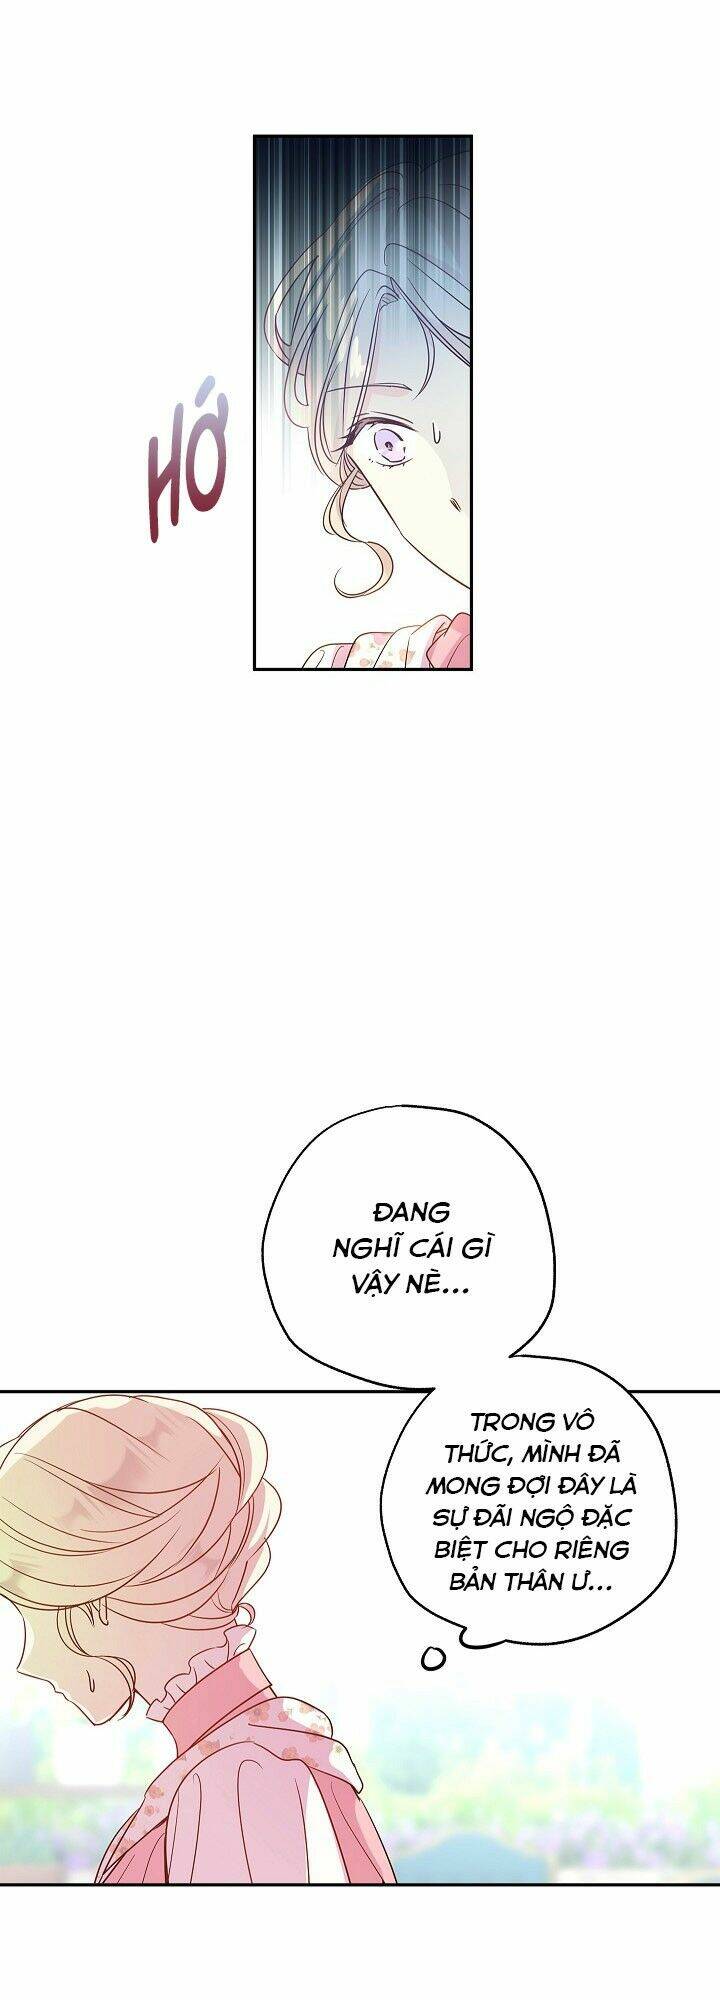 HỚ
ĐANG
NGHĨ CÁI GÌ
VẬY NÈ...
TRONG VÔ
THỨC, MÌNH ĐÃ
MONG ĐỢI ĐÂY LÀ
SỰ ĐÃI NGỘ ĐẶC
BIỆT CHO RIÊNG
BẢN THÂN Ư...